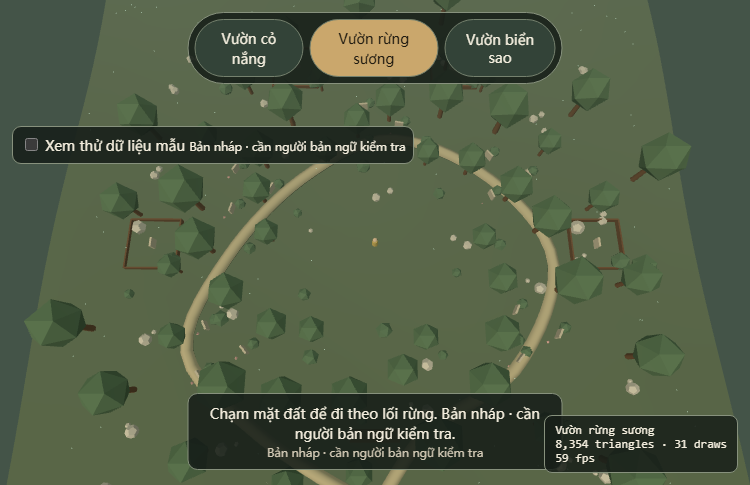 Vườn cỏ
nắng
Vườn rừng
sương
Vườn biển
sao
Xem thử dữ liệu mẫu Bản nháp · cần người bản ngữ kiểm tra
Chạm mặt đất để đi theo lối rừng. Bản nháp · cần
người bản ngữ kiểm tra.
Bản nháp · cần người bản ngữ kiểm tra
Vườn rừng sương
8,354 triangles · 31 draws
59 fps